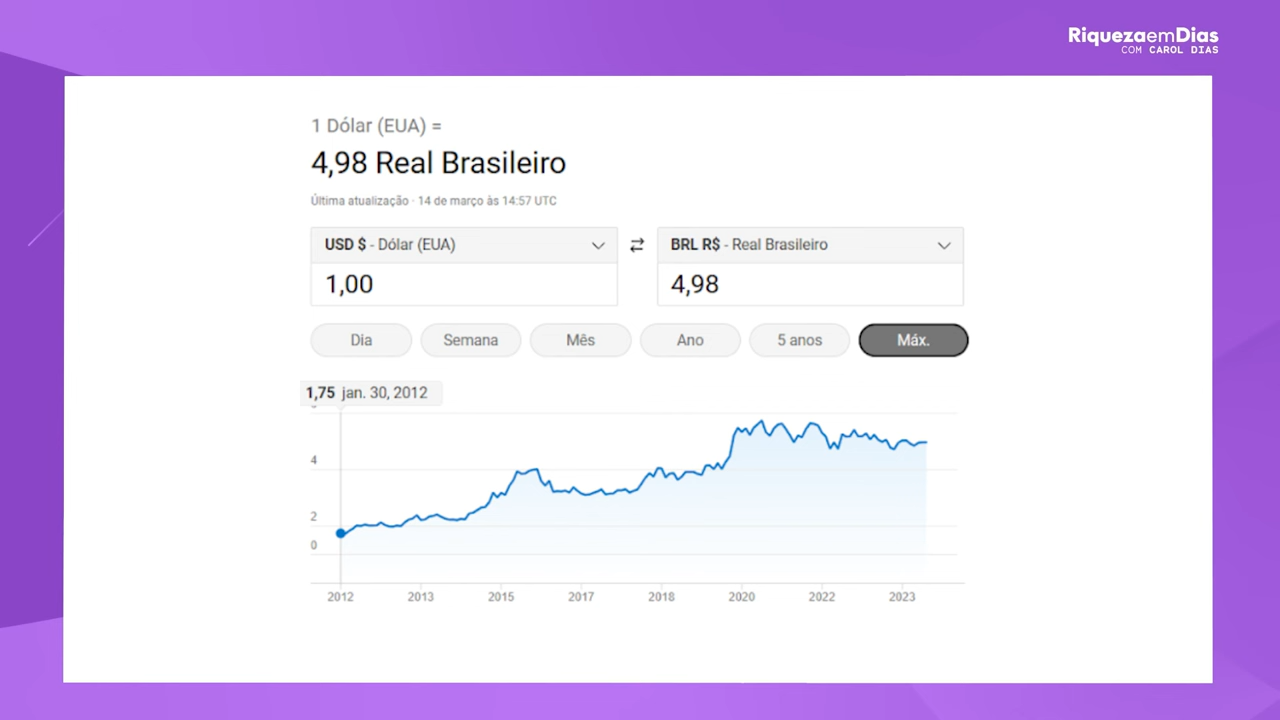 RiquezaemDias
COM CAROL DIAS
1 Dólar (EUA) =
4,98 Real Brasileiro
Última atualização · 14 de março às 14:57 UTC
USD $ - Dólar (EUA)
BRL R$ - Real Brasileiro
1,00
4,98
Dia Semana Mês Ano 5 anos Máx.
1,75 jan. 30, 2012
4
2
0
2012 2013 2015 2017 2018 2020 2022 2023